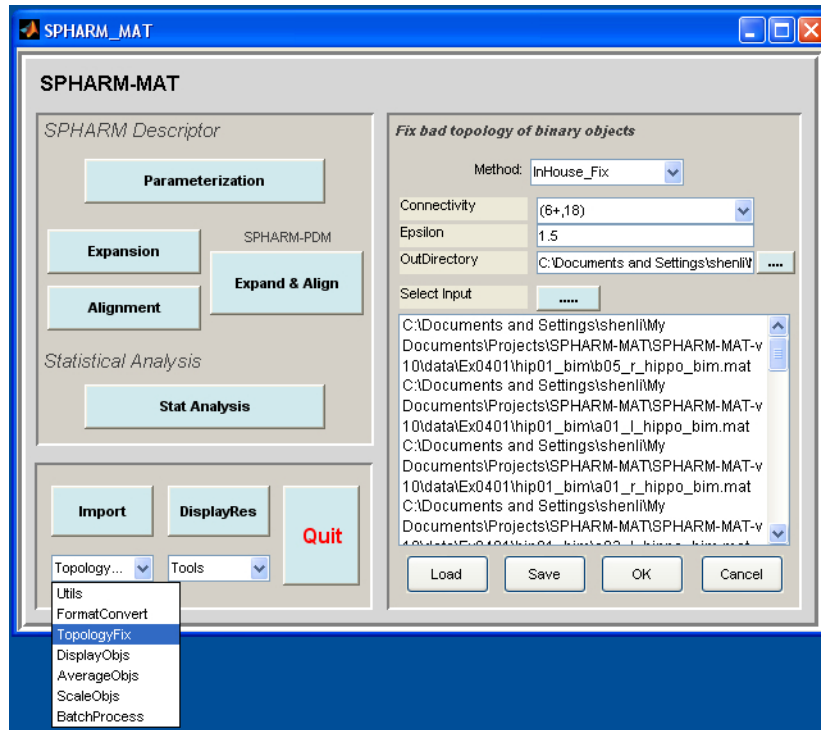 SPHARM_MAT
SPHARM-MAT
SPHARM Descriptor
Parameterization
Expansion
SPHARM-PDM
Expand & Align
Alignment
Statistical Analysis
Stat Analysis
Import
DisplayRes
Quit
Topology...
Tools
Utils
FormatConvert
TopologyFix
DisplayObjs
AverageObjs
ScaleObjs
BatchProcess
Fix bad topology of binary objects
Method:
InHouse_Fix
Connectivity
(6+,18)
Epsilon
1.5
OutDirectory
C:\Documents and Settings\shenli\
....
Select Input
.....
C:\Documents and Settings\shenli\My
Documents\Projects\SPHARM-MAT\SPHARM-MAT-v
10\data\Ex0401\hip01_bim\b05_r_hippo_bim.mat
C:\Documents and Settings\shenli\My
Documents\Projects\SPHARM-MAT\SPHARM-MAT-v
10\data\Ex0401\hip01_bim\a01_l_hippo_bim.mat
C:\Documents and Settings\shenli\My
Documents\Projects\SPHARM-MAT\SPHARM-MAT-v
10\data\Ex0401\hip01_bim\a01_r_hippo_bim.mat
C:\Documents and Settings\shenli\My
Documents\Projects\SPHARM-MAT\SPHARM-MAT-v
Load
Save
OK
Cancel